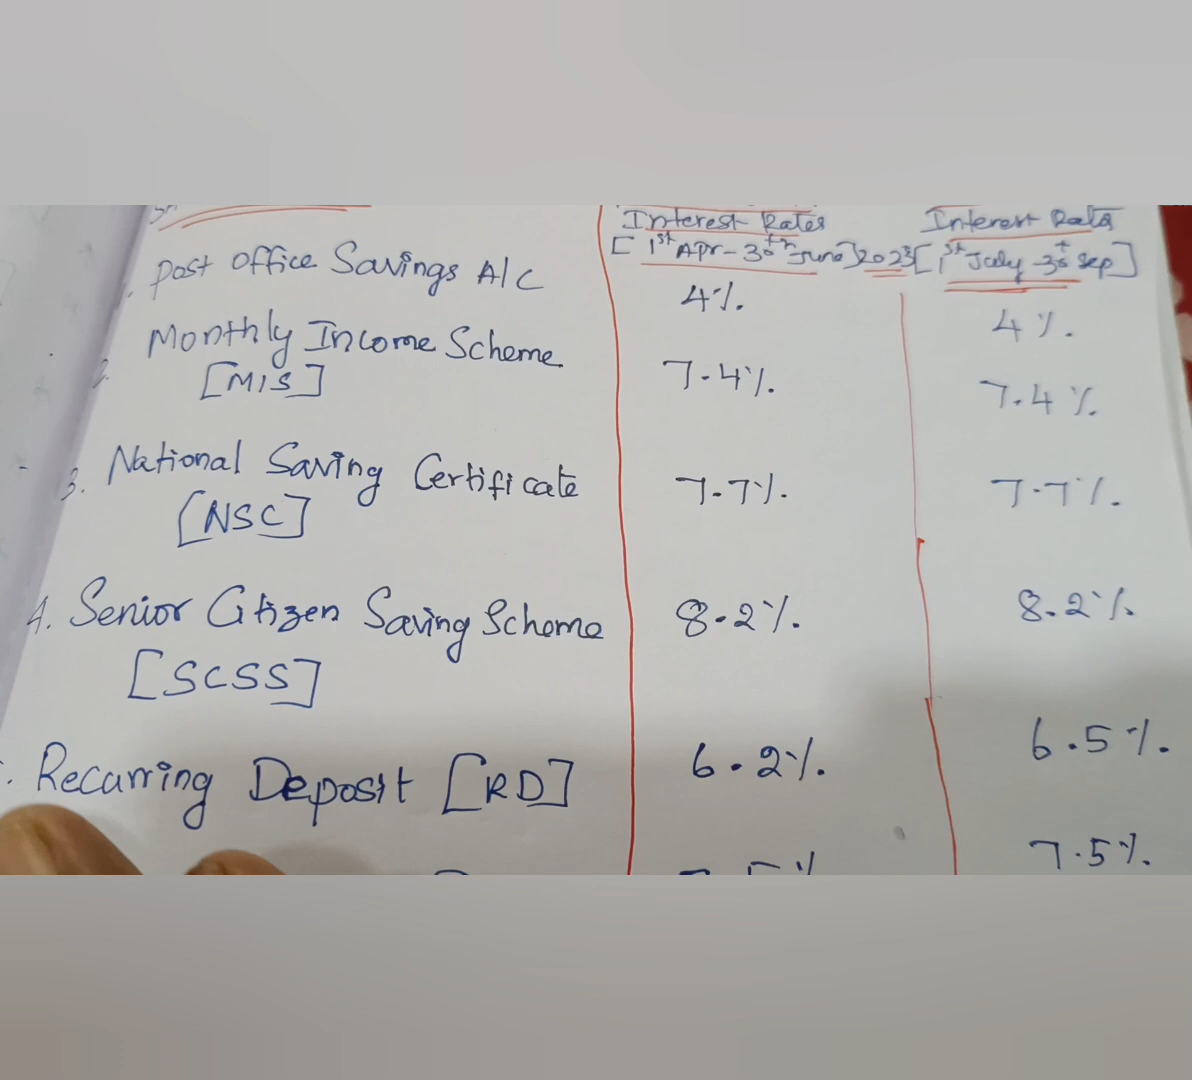 Interest Rates Interest Rates
[1st Apr - 30th June] 2023 [1st July - 30th Sep]
1. Post office Savings A/C 4%. 4%.
2. Monthly Income Scheme 7.4%. 7.4%.
[MIS]
3. National Saving Certificate 7.7%. 7.7%.
[NSC]
4. Senior Citizen Saving Scheme 8.2%. 8.2%.
[SCSS]
Recurring Deposit [RD] 6.2%. 6.5%.
7.5%.